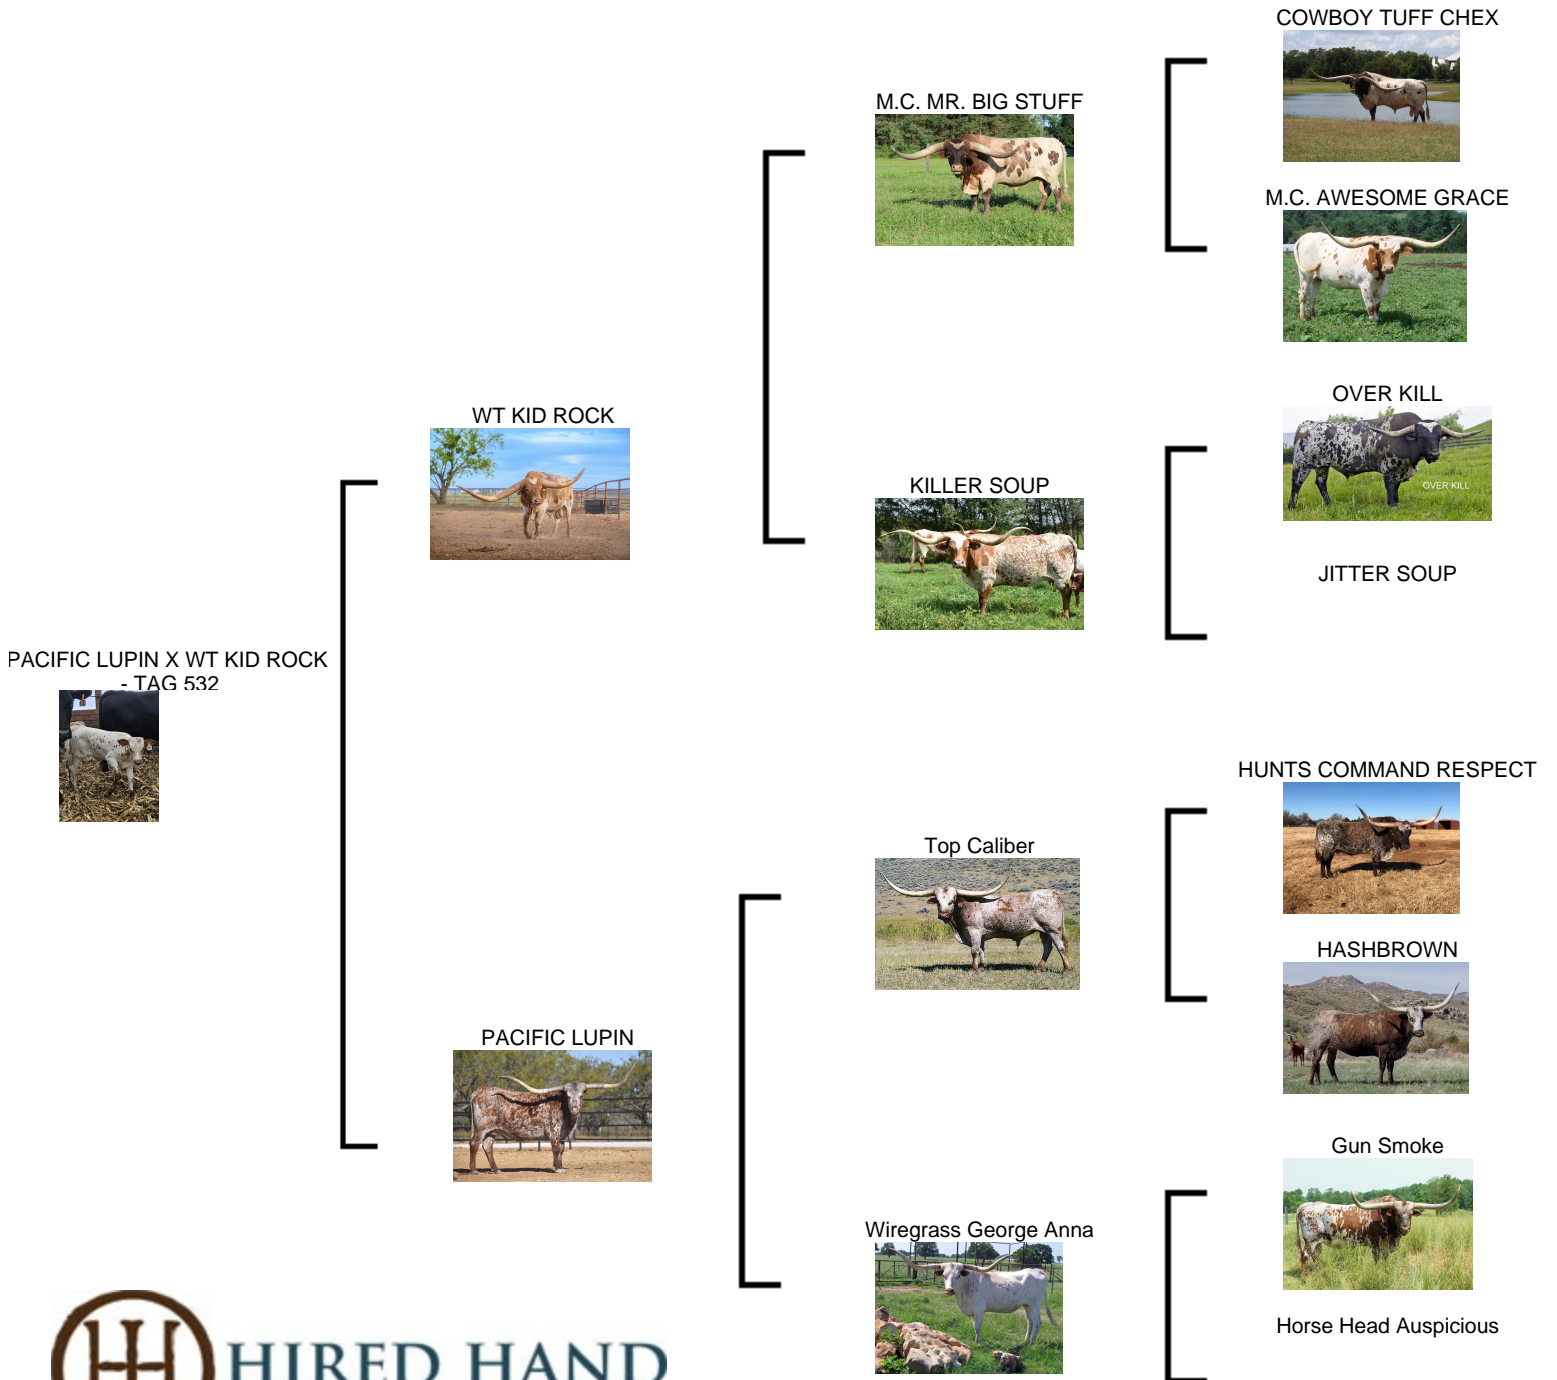 COWBOY TUFF CHEX
M.C. MR. BIG STUFF
M.C. AWESOME GRACE
OVER KILL
WT KID ROCK
OVER KILL
KILLER SOUP
JITTER SOUP
PACIFIC LUPIN X WT KID ROCK
- TAG 532
HUNTS COMMAND RESPECT
Top Caliber
HASHBROWN
PACIFIC LUPIN
Gun Smoke
Wiregrass George Anna
Horse Head Auspicious
HIRED HAND